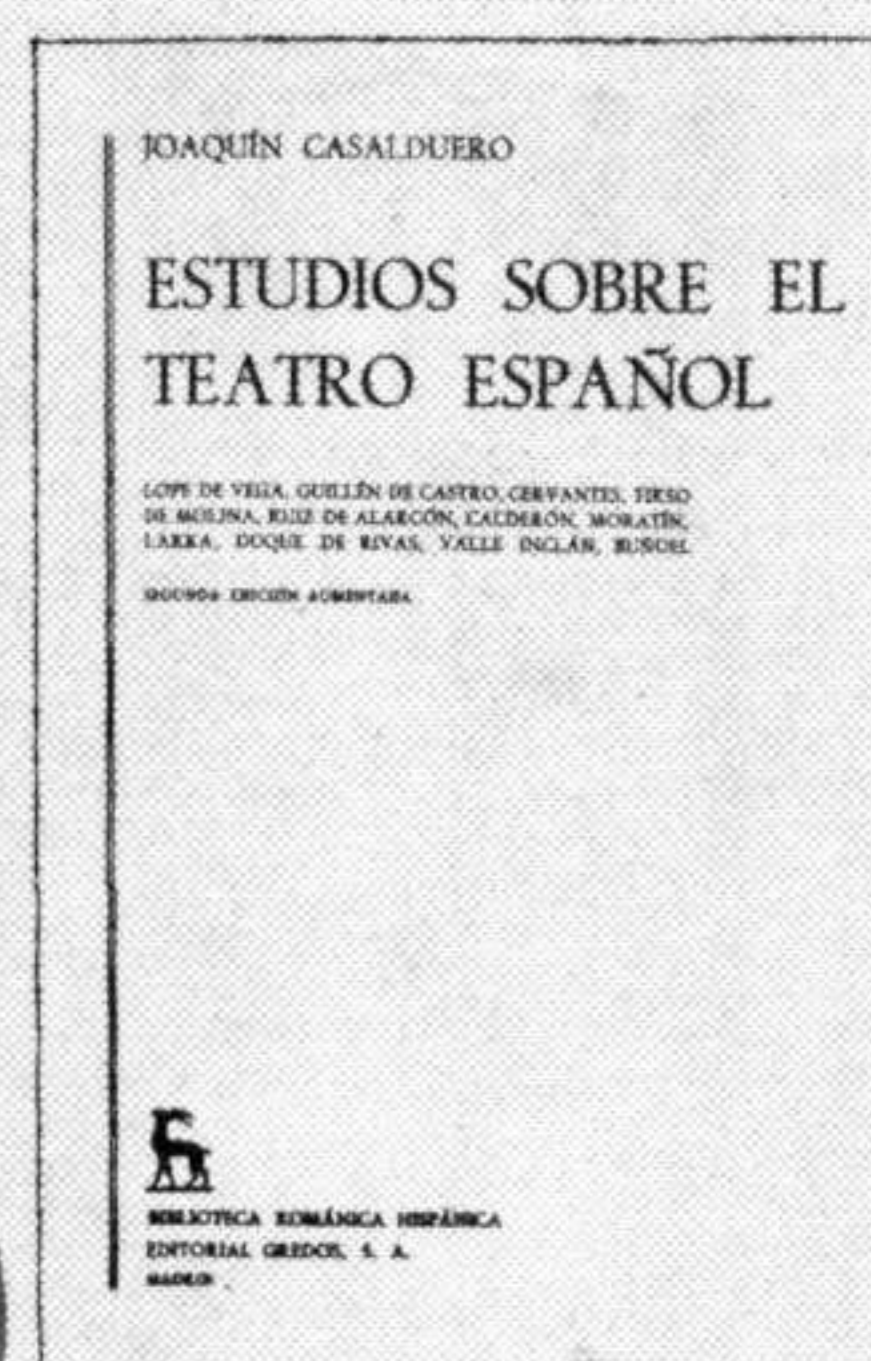 JOAQUÍN CASALDUERO
ESTUDIOS SOBRE EL
TEATRO ESPAÑOL
LOPE DE VEGA, GUILLÉN DE CASTRO, CERVANTES, TIRSO
DE MOLINA, RUIZ DE ALARCÓN, CALDERÓN, MORATÍN,
LARRA, DUQUE DE RIVAS, VALLE INCLÁN, BUÑUEL
SEGUNDA EDICIÓN AUMENTADA
BIBLIOTECA ROMÁNICA HISPÁNICA
EDITORIAL GREDOS, S. A.
MADRID